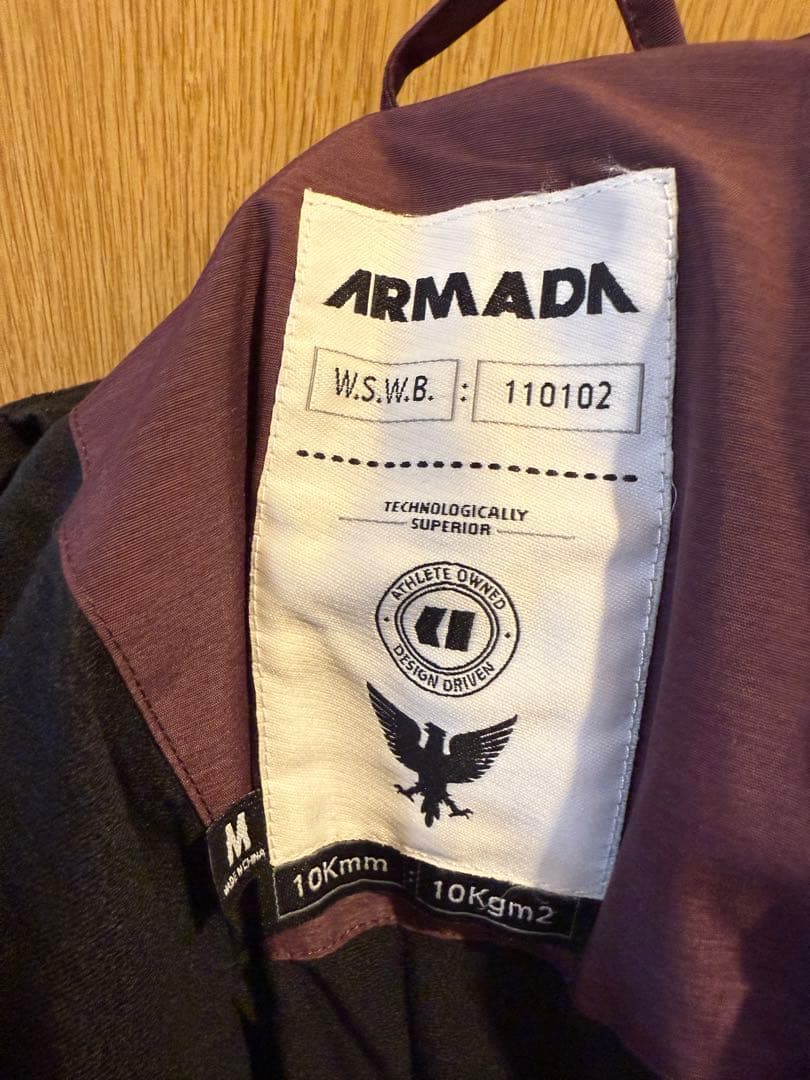 ARMADA
W.S.W.B. : 110102
TECHNOLOGICALLY
SUPERIOR
ATHLETE OWNED
DESIGN DRIVEN
M
MADE IN CHINA
10Kmm : 10Kgm2